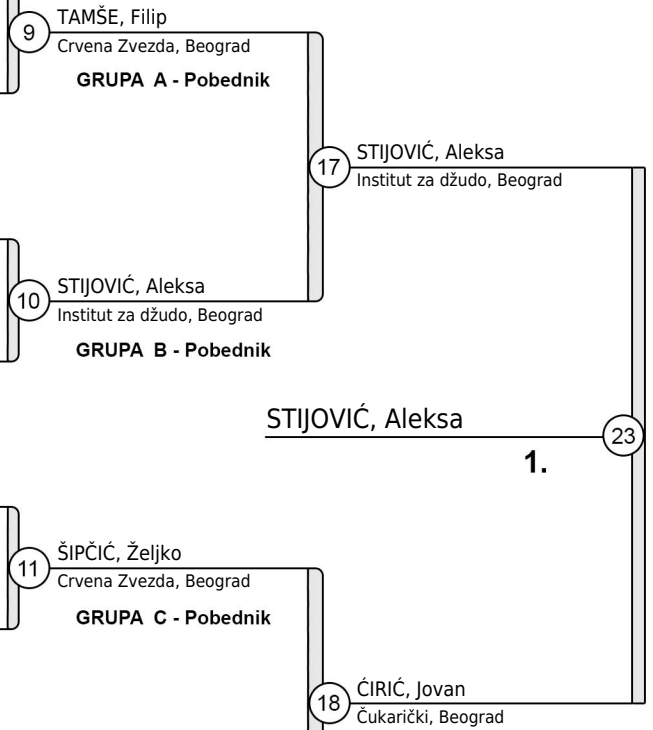 TAMŠE, Filip
9
Crvena Zvezda, Beograd
GRUPA A - Pobednik
STIJOVIĆ, Aleksa
17
Institut za džudo, Beograd
STIJOVIĆ, Aleksa
10
Institut za džudo, Beograd
GRUPA B - Pobednik
STIJOVIĆ, Aleksa
23
1.
ŠIPČIĆ, Željko
11
Crvena Zvezda, Beograd
GRUPA C - Pobednik
ĆIRIĆ, Jovan
18
Čukarički, Beograd